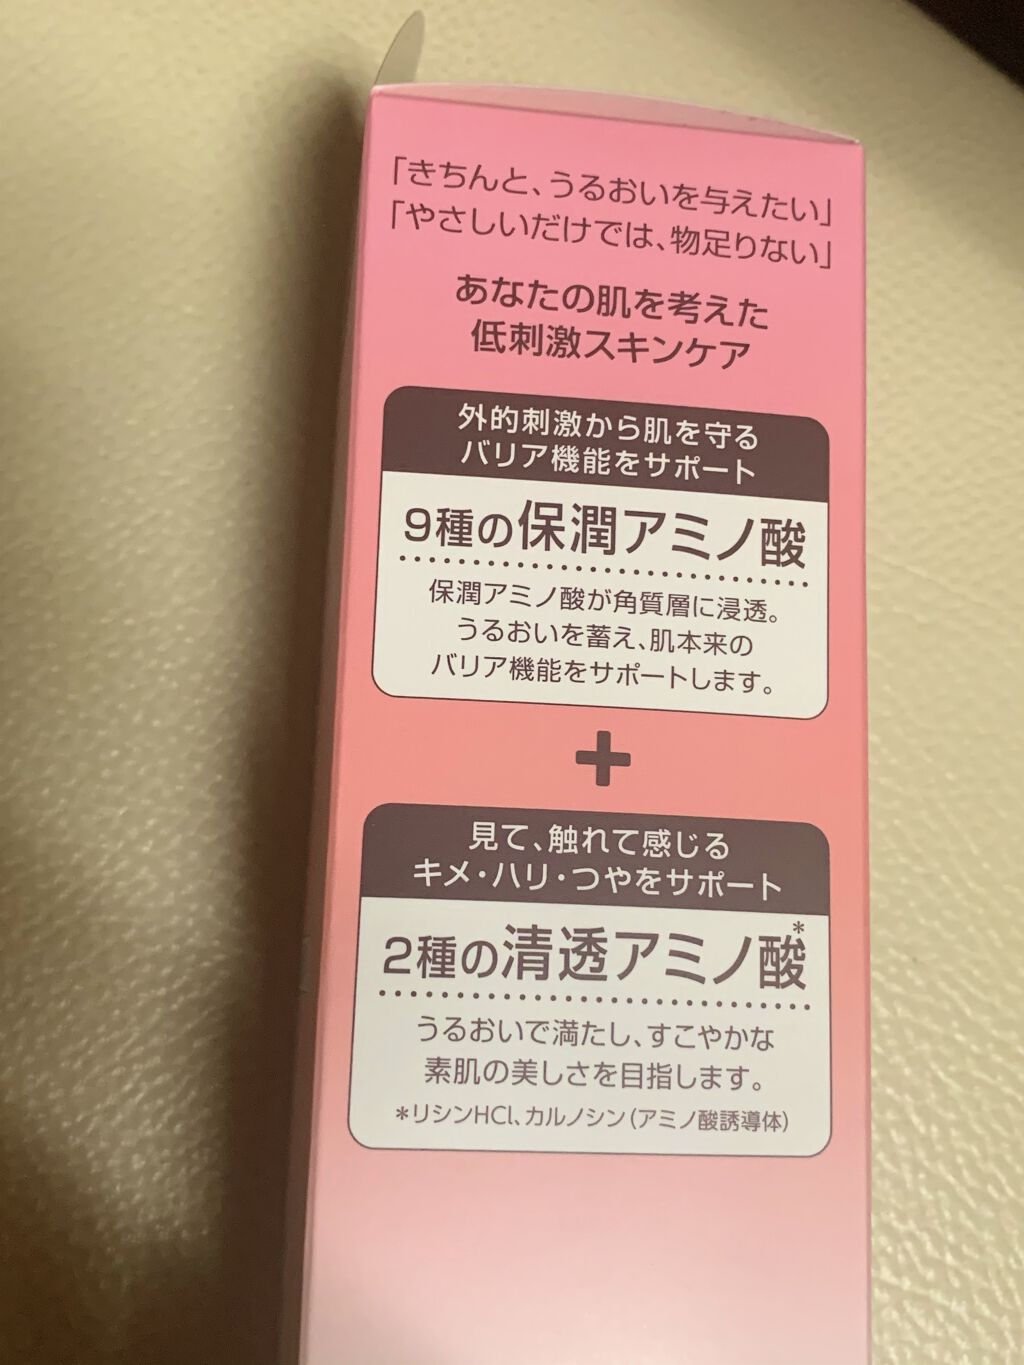 「きちんと、うるおいを与えたい」
「やさしいだけでは、物足りない」
あなたの肌を考えた
低刺激スキンケア
外的刺激から肌を守る
バリア機能をサポート
9種の保潤アミノ酸
保潤アミノ酸が角質層に浸透。
うるおいを蓄え、肌本来の
バリア機能をサポートします。
+
見て、触れて感じる
キメ・ハリ・つやをサポート
2種の清透アミノ酸*
うるおいで満たし、すこやかな
素肌の美しさを目指します。
*リシンHCl、カルノシン(アミノ酸誘導体)